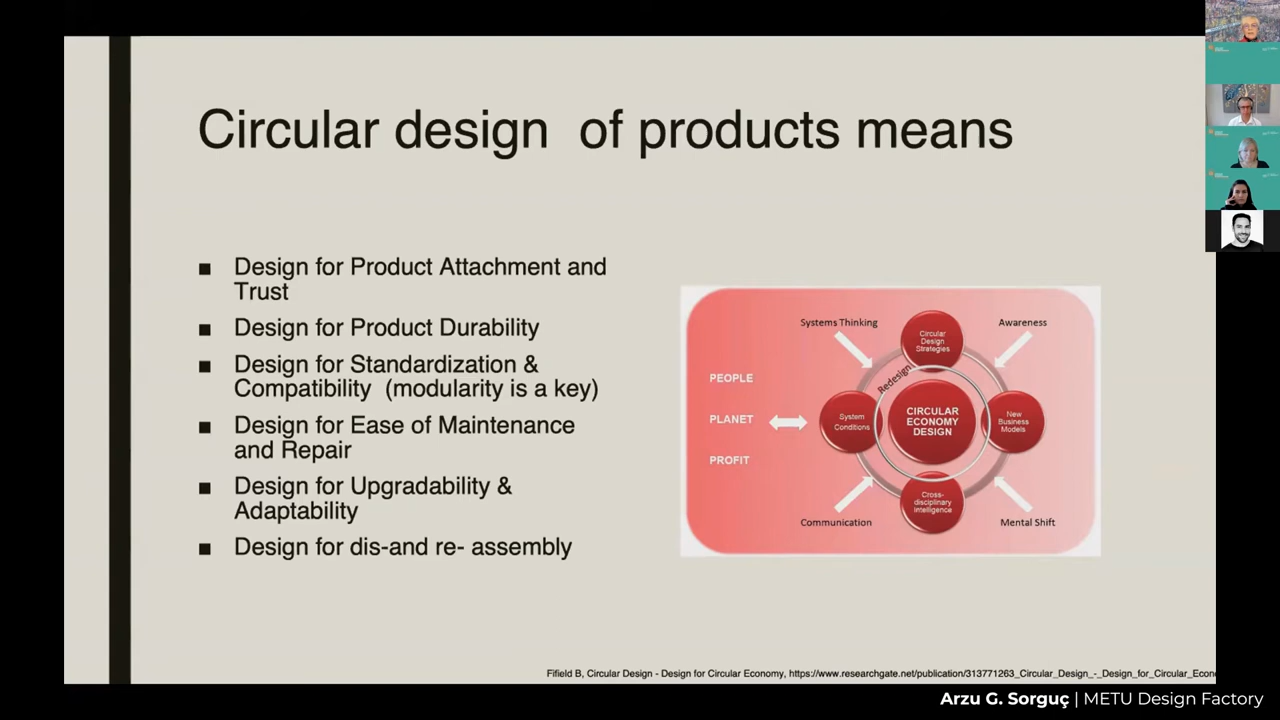 Circular design of products means
■ Design for Product Attachment and
Trust
■ Design for Product Durability
■ Design for Standardization &
Compatibility (modularity is a key)
■ Design for Ease of Maintenance
and Repair
■ Design for Upgradability &
Adaptability
■ Design for dis-and re- assembly
Systems Thinking
Awareness
Circular
Design
Strategies
Redesign
PEOPLE
PLANET
PROFIT
System
Conditions
CIRCULAR
ECONOMY
DESIGN
New
Business
Models
Cross-
disciplinary
intelligence
Communication
Mental Shift
Fifield B, Circular Design - Design for Circular Economy, https://www.researchgate.net/publication/313771263_Circular_Design_-_Design_for_Circular_Econ
Arzu G. Sorguç | METU Design Factory